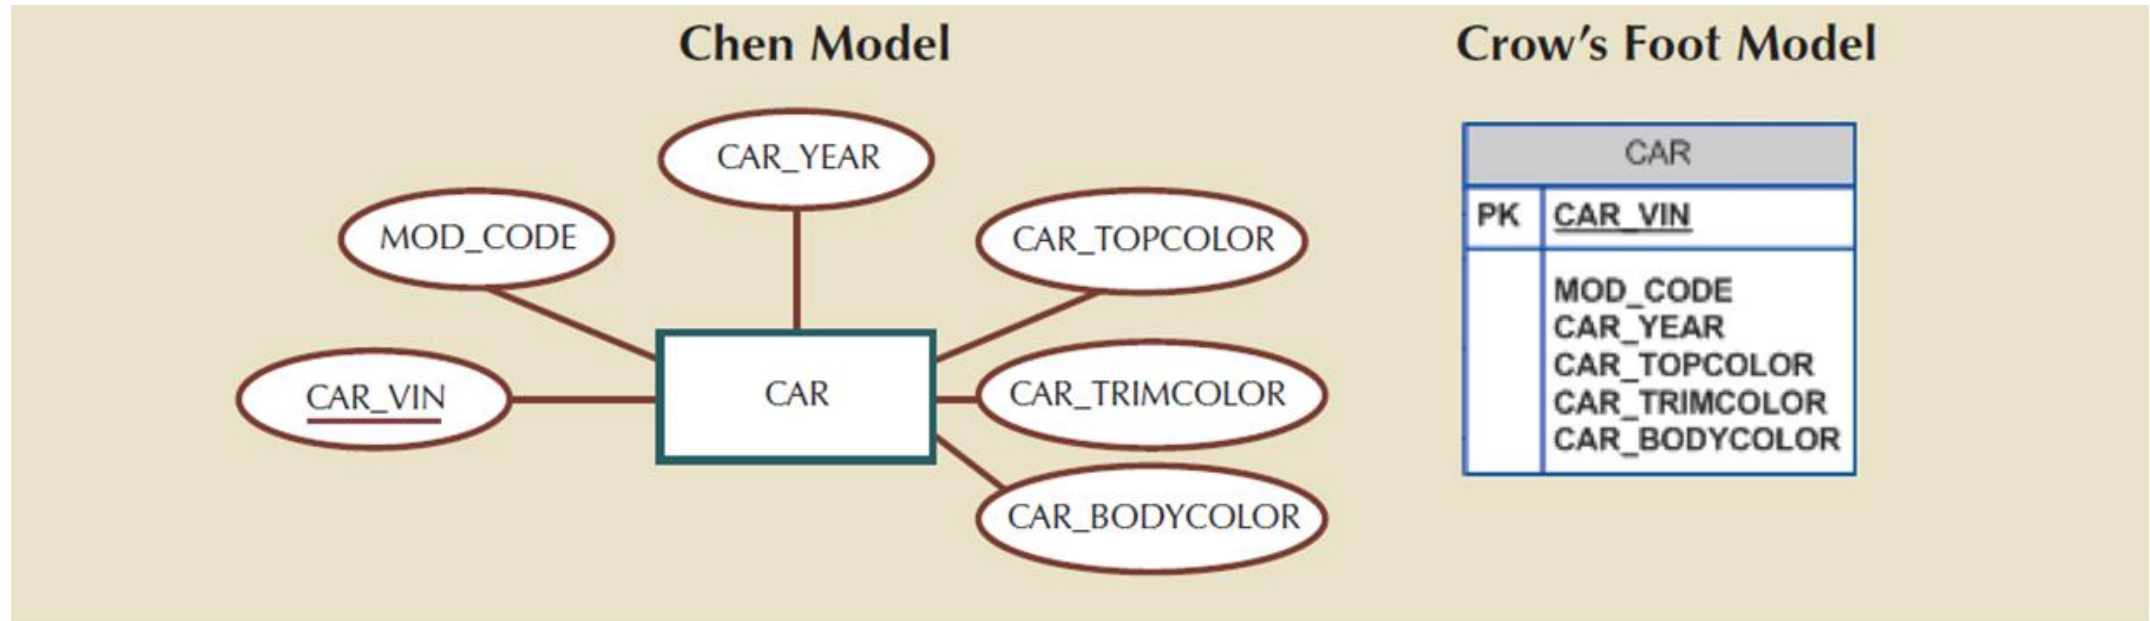 Chen Model
CAR_YEAR
MOD_CODE
CAR_TOPCOLOR
CAR_VIN
CAR
CAR_TRIMCOLOR
CAR_BODYCOLOR
Crow’s Foot Model
CAR
PK CAR_VIN
MOD_CODE
CAR_YEAR
CAR_TOPCOLOR
CAR_TRIMCOLOR
CAR_BODYCOLOR